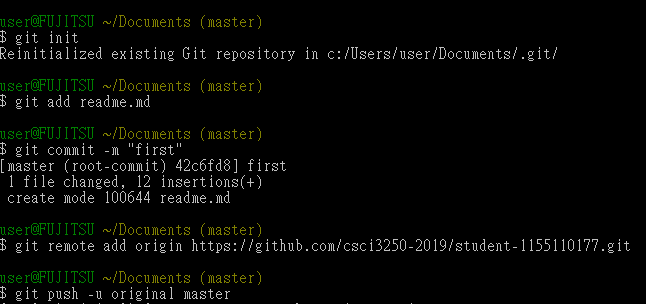 user@FUJITSU ~/Documents (master)
$ git init
Reinitialized existing Git repository in c:/Users/user/Documents/.git/
user@FUJITSU ~/Documents (master)
$ git add readme.md
user@FUJITSU ~/Documents (master)
$ git commit -m "first"
[master (root-commit) 42c6fd8] first
1 file changed, 12 insertions(+)
create mode 100644 readme.md
user@FUJITSU ~/Documents (master)
$ git remote add origin https://github.com/csci3250-2019/student-1155110177.git
user@FUJITSU ~/Documents (master)
$ git push -u original master